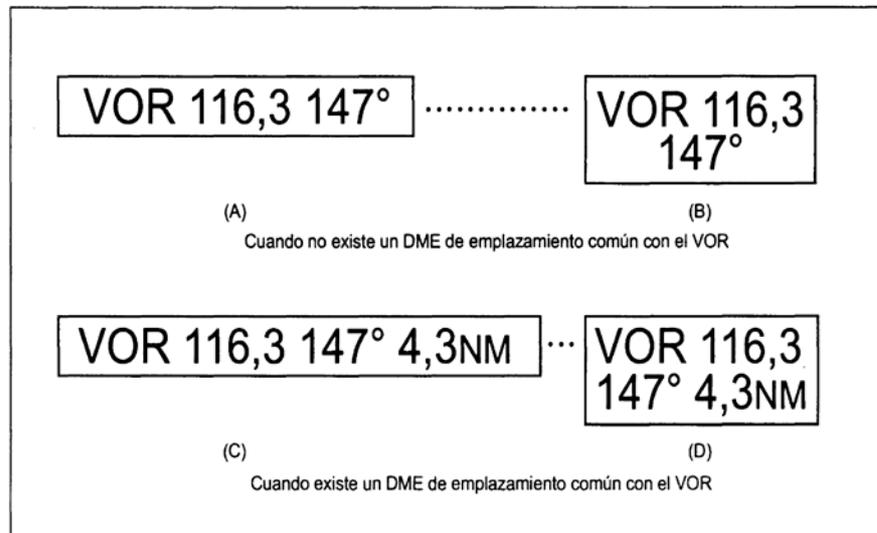 VOR 116,3 147° .............. VOR 116,3
147°
(A) (B)
Cuando no existe un DME de emplazamiento común con el VOR
VOR 116,3 147° 4,3NM ... VOR 116,3
147° 4,3NM
(C) (D)
Cuando existe un DME de emplazamiento común con el VOR